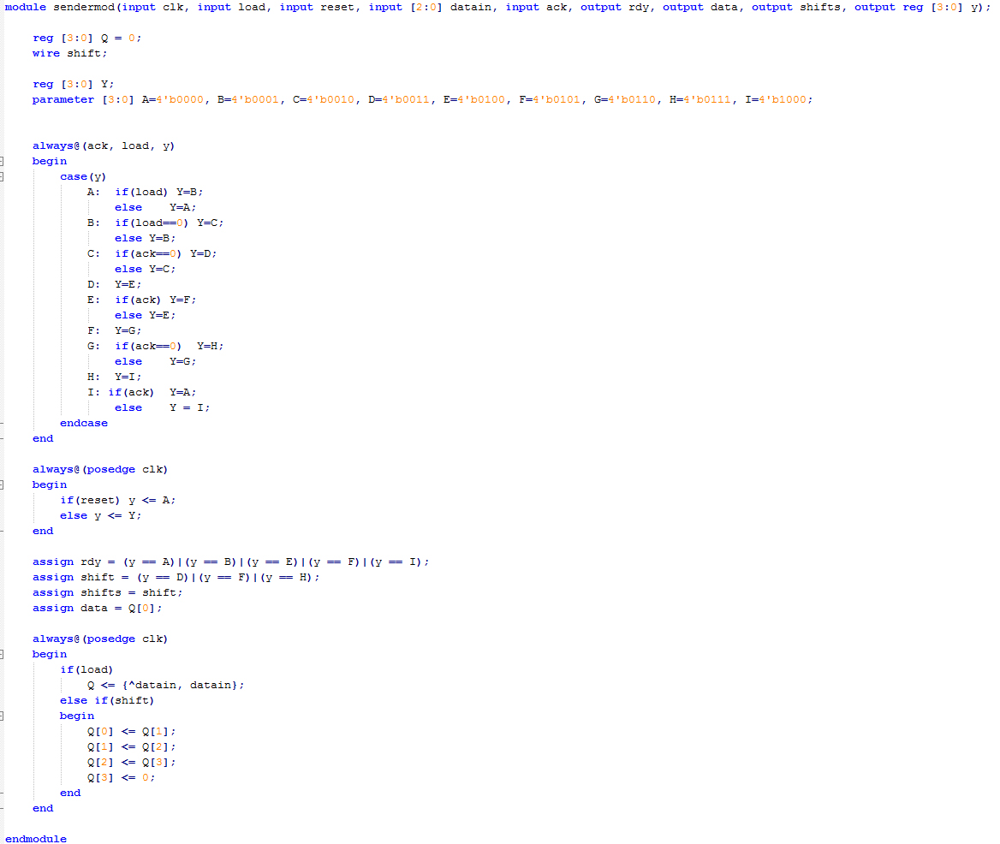 module sendermod(input clk, input load, input reset, input [2:0] datain, input ack, output rdy, output data, output shifts, output reg [3:0] y);
reg [3:0] Q = 0;
wire shift;
reg [3:0] Y;
parameter [3:0] A=4'b0000, B=4'b0001, C=4'b0010, D=4'b0011, E=4'b0100, F=4'b0101, G=4'b0110, H=4'b0111, I=4'b1000;
always@(ack, load, y)
begin
case(y)
A: if(load) Y=B;
else Y=A;
B: if(load==0) Y=C;
else Y=B;
C: if(ack==0) Y=D;
else Y=C;
D: Y=E;
E: if(ack) Y=F;
else Y=E;
F: Y=G;
G: if(ack==0) Y=H;
else Y=G;
H: Y=I;
I: if(ack) Y=A;
else Y = I;
endcase
end
always@(posedge clk)
begin
if(reset) y <= A;
else y <= Y;
end
assign rdy = (y == A)|(y == B)|(y == E)|(y == F)|(y == I);
assign shift = (y == D)|(y == F)|(y == H);
assign shifts = shift;
assign data = Q[0];
always@(posedge clk)
begin
if(load)
Q <= {^datain, datain};
else if(shift)
begin
Q[0] <= Q[1];
Q[1] <= Q[2];
Q[2] <= Q[3];
Q[3] <= 0;
end
end
endmodule